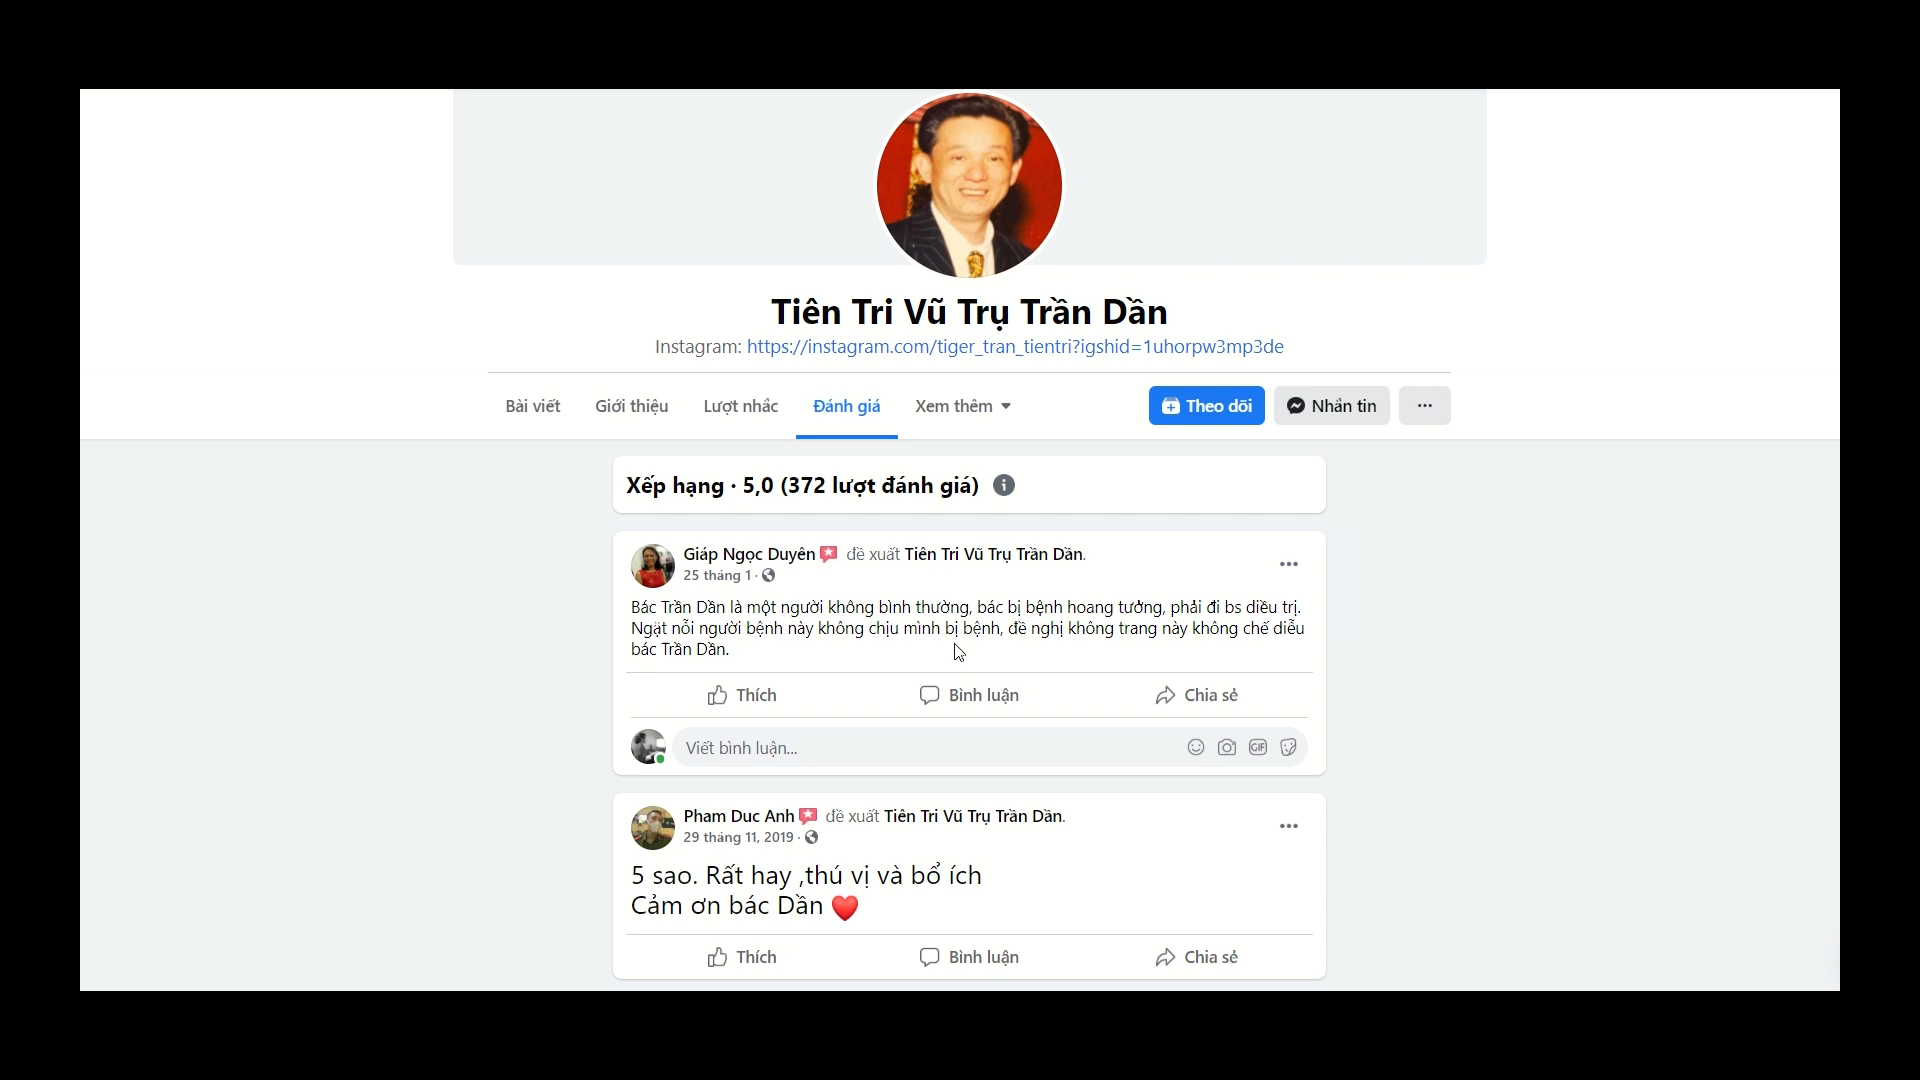 Tiên Tri Vũ Trụ Trần Dần
Instagram: https://instagram.com/tiger_tran_tientri?igshid=1uhorpw3mp3de
Bài viết Giới thiệu Lượt nhắc Đánh giá Xem thêm Theo dõi Nhắn tin
Xếp hạng · 5,0 (372 lượt đánh giá)
Giáp Ngọc Duyên đề xuất Tiên Tri Vũ Trụ Trần Dần.
25 tháng 1 ·
Bác Trần Dần là một người không bình thường, bác bị bệnh hoang tưởng, phải đi bs điều trị.
Ngặt nỗi người bệnh này không chịu mình bị bệnh, đề nghị không trang này không chế diễu
bác Trần Dần.
Thích Bình luận Chia sẻ
Viết bình luận...
GIF
Pham Duc Anh đề xuất Tiên Tri Vũ Trụ Trần Dần.
29 tháng 11, 2019 ·
5 sao. Rất hay ,thú vị và bổ ích
Cảm ơn bác Dần ❤️
Thích Bình luận Chia sẻ